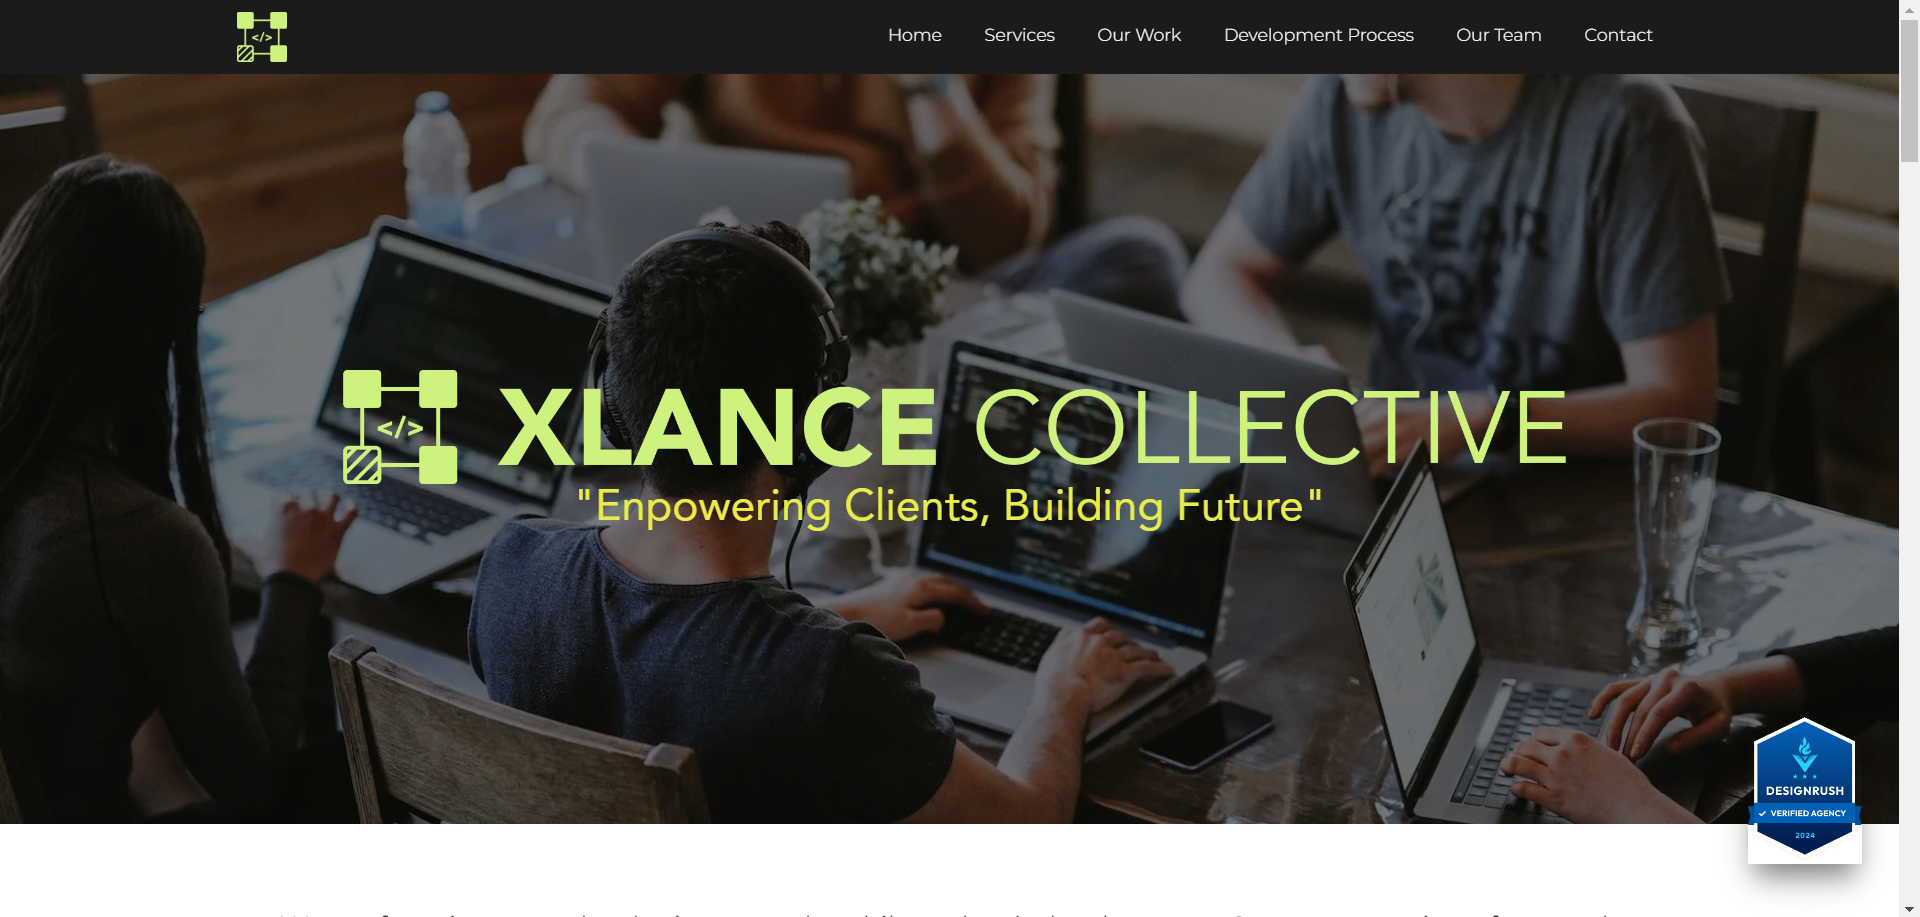 Home Services Our Work Development Process Our Team Contact
</>
</>
XLANCE COLLECTIVE
"Enpowering Clients, Building Future"
DESIGNRUSH
VERIFIED AGENCY
2024